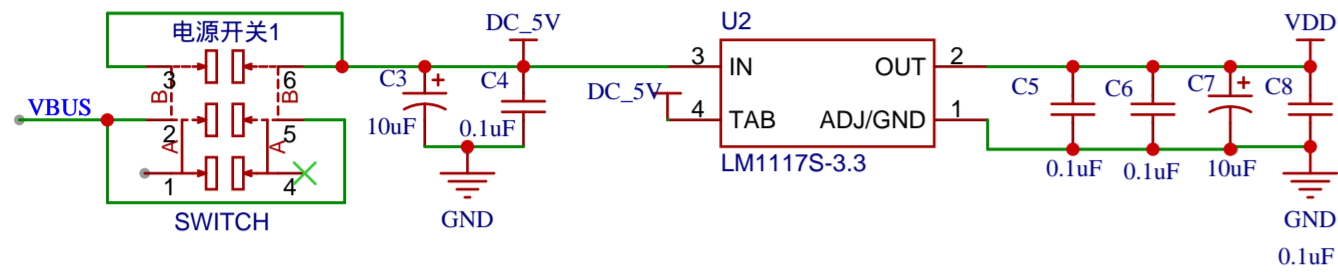 电源开关1
3
6
B
B
VBUS
2
5
A
A
1
4
SWITCH
DC_5V
C3
+
C4
10uF
0.1uF
GND
DC_5V
U2
3
IN
OUT
2
4
TAB
ADJ/GND
1
LM1117S-3.3
VDD
C5
C6
C7
+
C8
0.1uF
0.1uF
10uF
GND
0.1uF